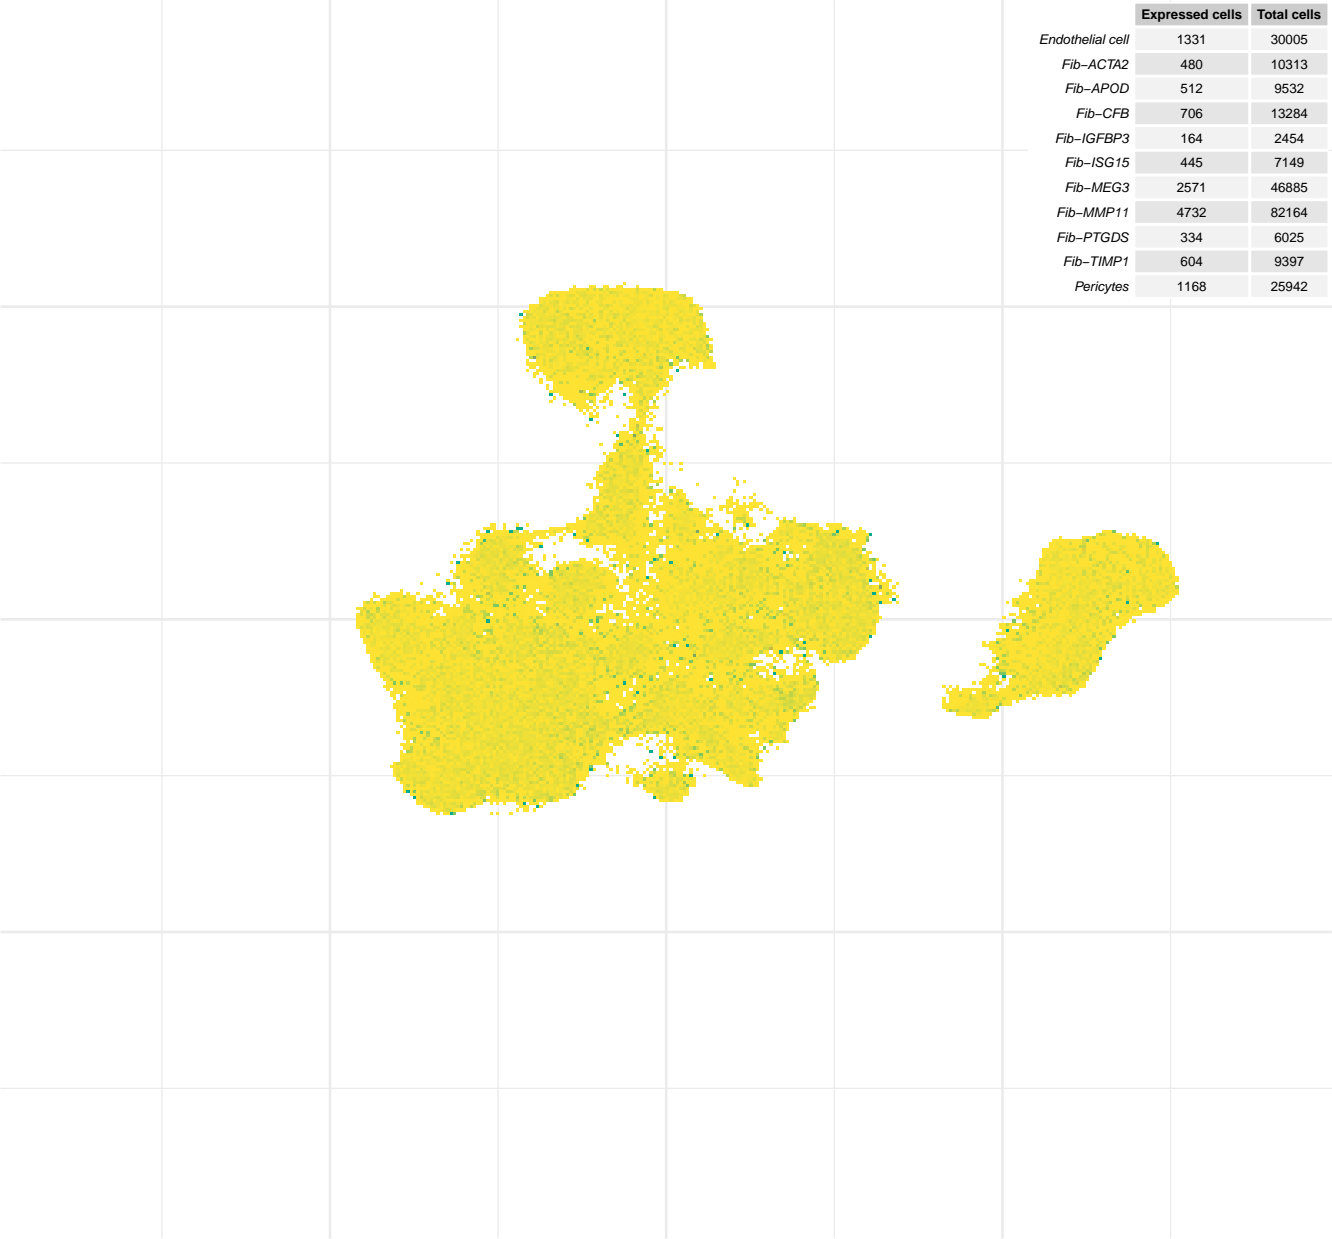 Expressed cells Total cells
Endothelial cell 1331 30005
Fib−ACTA2 480 10313
Fib−APOD 512 9532
Fib−CFB 706 13284
Fib−IGFBP3 164 2454
Fib−ISG15 445 7149
Fib−MEG3 2571 46885
Fib−MMP11 4732 82164
Fib−PTGDS 334 6025
Fib−TIMP1 604 9397
Pericytes 1168 25942